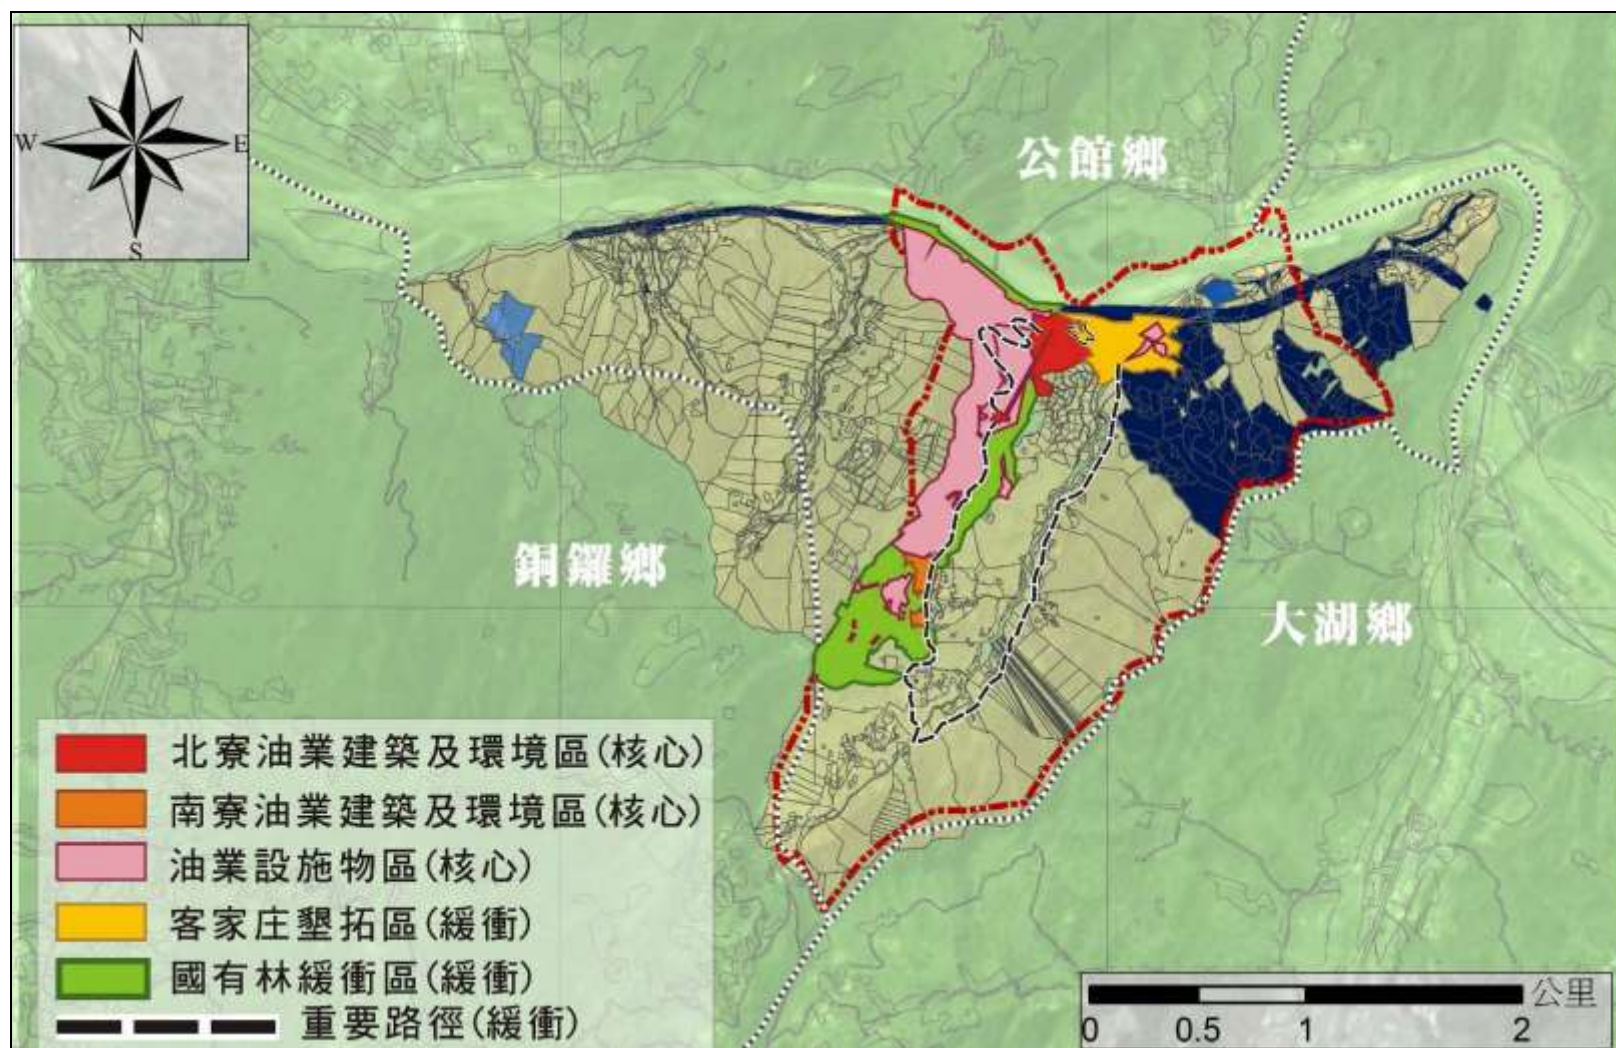 N
W
E
S
公館鄉
銅鑼鄉
大湖鄉
北寮油業建築及環境區(核心)
南寮油業建築及環境區(核心)
油業設施物區(核心)
客家庄墾拓區(緩衝)
國有林緩衝區(緩衝)
重要路徑(緩衝)
公里
0 0.5 1 2